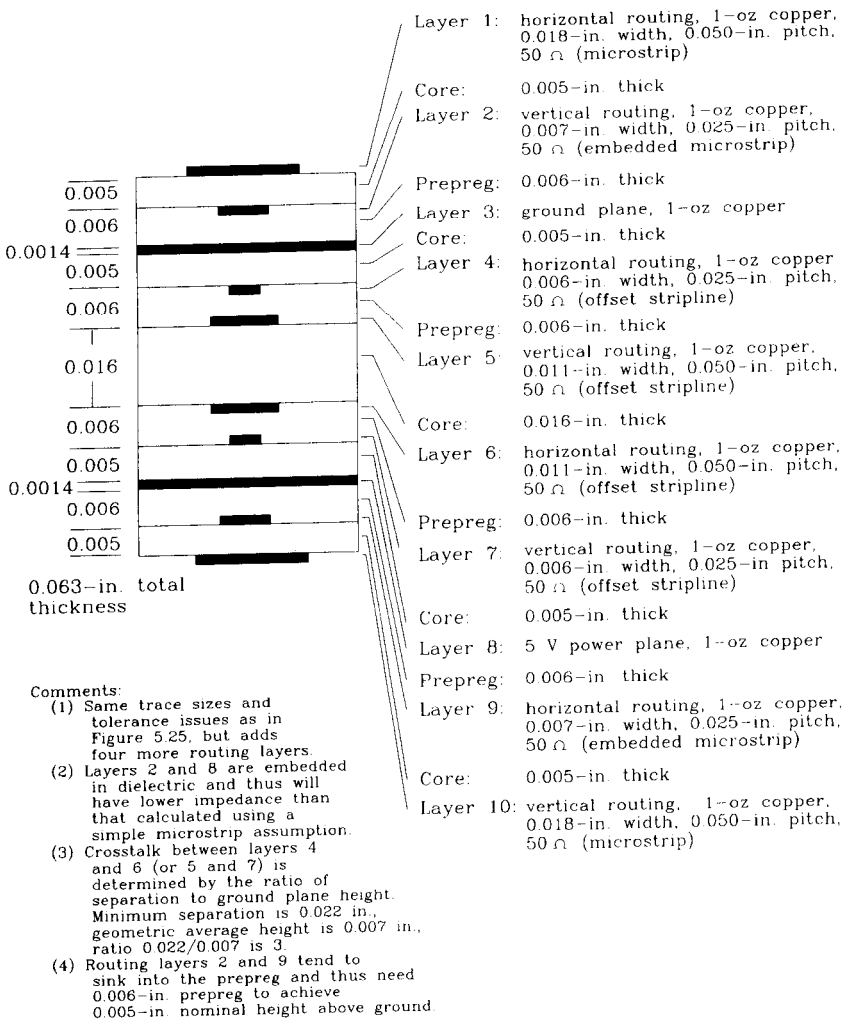 Layer 1: horizontal routing, 1-oz copper,
0.018-in. width, 0.050-in. pitch,
50 Ω (microstrip)
Core: 0.005-in. thick
Layer 2: vertical routing, 1-oz copper,
0.007-in. width, 0.025-in. pitch,
50 Ω (embedded microstrip)
Prepreg: 0.006-in. thick
Layer 3: ground plane, 1-oz copper
Core: 0.005-in. thick
Layer 4: horizontal routing, 1-oz copper
0.006-in. width, 0.025-in. pitch,
50 Ω (offset stripline)
Prepreg: 0.006-in. thick
Layer 5: vertical routing, 1-oz copper,
0.011-in. width, 0.050-in. pitch,
50 Ω (offset stripline)
Core: 0.016-in. thick
Layer 6: horizontal routing, 1-oz copper,
0.011-in. width, 0.050-in. pitch,
50 Ω (offset stripline)
Prepreg: 0.006-in. thick
Layer 7: vertical routing, 1-oz copper,
0.006-in. width, 0.025-in. pitch,
50 Ω (offset stripline)
Core: 0.005-in. thick
Layer 8: 5 V power plane, 1-oz copper
Prepreg: 0.006-in thick
Layer 9: horizontal routing, 1-oz copper,
0.007-in. width, 0.025-in. pitch,
50 Ω (embedded microstrip)
Core: 0.005-in. thick
Layer 10: vertical routing, 1-oz copper,
0.018-in. width, 0.050-in. pitch,
50 Ω (microstrip)
0.005
0.006
0.0014
0.005
0.006
0.016
0.006
0.005
0.0014
0.006
0.005
0.063-in. total
thickness
Comments:
(1) Same trace sizes and
tolerance issues as in
Figure 5.25, but adds
four more routing layers.
(2) Layers 2 and 8 are embedded
in dielectric and thus will
have lower impedance than
that calculated using a
simple microstrip assumption.
(3) Crosstalk between layers 4
and 6 (or 5 and 7) is
determined by the ratio of
separation to ground plane height.
Minimum separation is 0.022 in.,
geometric average height is 0.007 in.,
ratio 0.022/0.007 is 3.
(4) Routing layers 2 and 9 tend to
sink into the prepreg and thus need
0.006-in. prepreg to achieve
0.005-in. nominal height above ground.